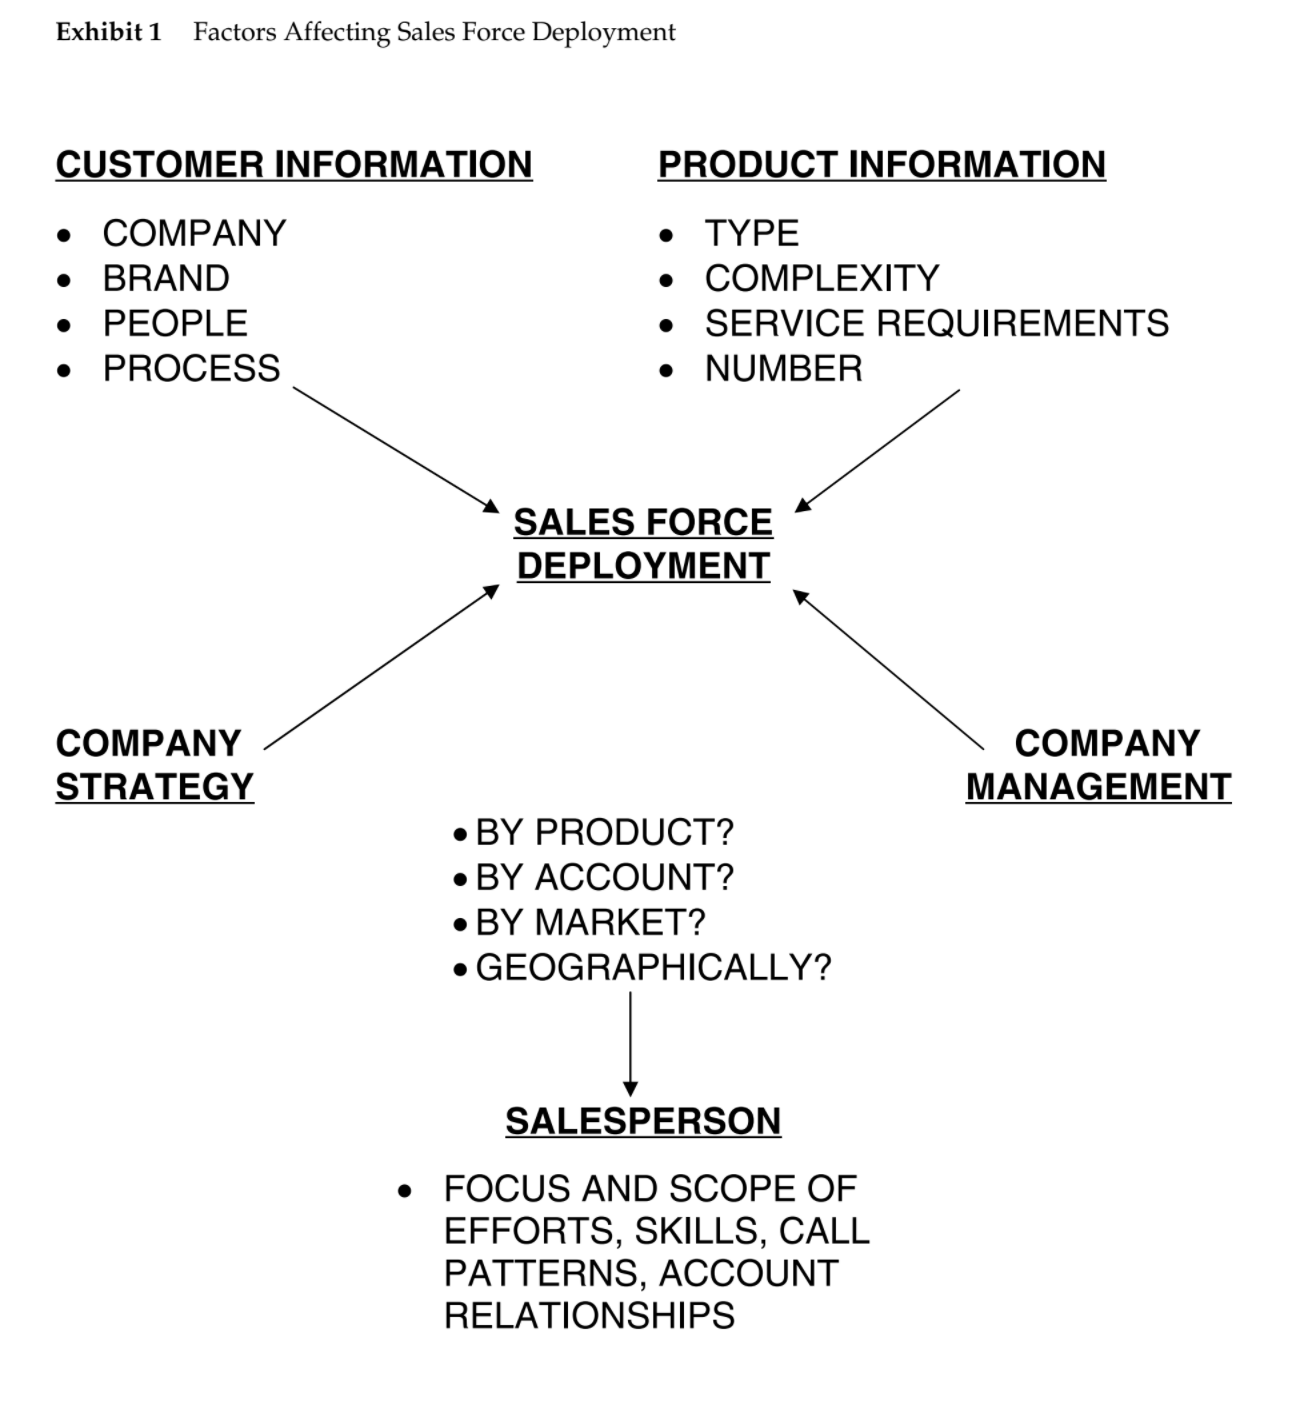 Exhibit 1 Factors Affecting Sales Force Deployment
CUSTOMER INFORMATION
• COMPANY
• BRAND
• PEOPLE
• PROCESS
PRODUCT INFORMATION
• TYPE
• COMPLEXITY
• SERVICE REQUIREMENTS
• NUMBER
SALES FORCE
DEPLOYMENT
COMPANY
STRATEGY
COMPANY
MANAGEMENT
• BY PRODUCT?
• BY ACCOUNT?
• BY MARKET?
• GEOGRAPHICALLY?
SALESPERSON
• FOCUS AND SCOPE OF
EFFORTS, SKILLS, CALL
PATTERNS, ACCOUNT
RELATIONSHIPS